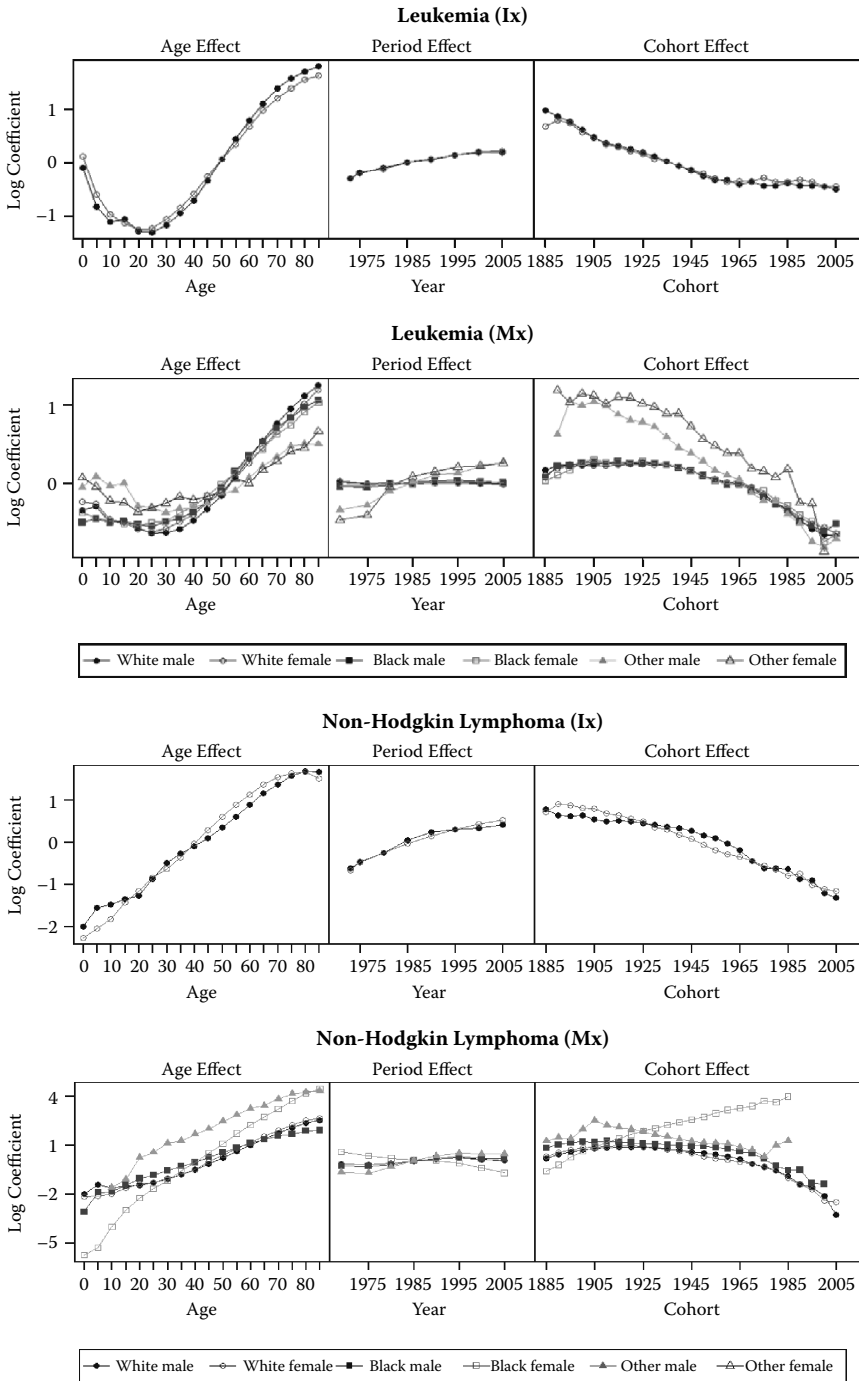 Leukemia (Ix)
Age Effect Period Effect Cohort Effect
Log Coefficient
1
0
−1
0 10 20 30 40 50 60 70 80 1975 1985 1995 2005 1885 1905 1925 1945 1965 1985 2005
Age Year Cohort
Leukemia (Mx)
Age Effect Period Effect Cohort Effect
Log Coefficient
1
0
0 10 20 30 40 50 60 70 80 1975 1985 1995 2005 1885 1905 1925 1945 1965 1985 2005
Age Year Cohort
White male White female Black male Black female Other male Other female
Non-Hodgkin Lymphoma (Ix)
Age Effect Period Effect Cohort Effect
Log Coefficient
1
0
−1
−2
0 10 20 30 40 50 60 70 80 1975 1985 1995 2005 1885 1905 1925 1945 1965 1985 2005
Age Year Cohort
Non-Hodgkin Lymphoma (Mx)
Age Effect Period Effect Cohort Effect
Log Coefficient
4
1
−2
−5
0 10 20 30 40 50 60 70 80 1975 1985 1995 2005 1885 1905 1925 1945 1965 1985 2005
Age Year Cohort
White male White female Black male Black female Other male Other female